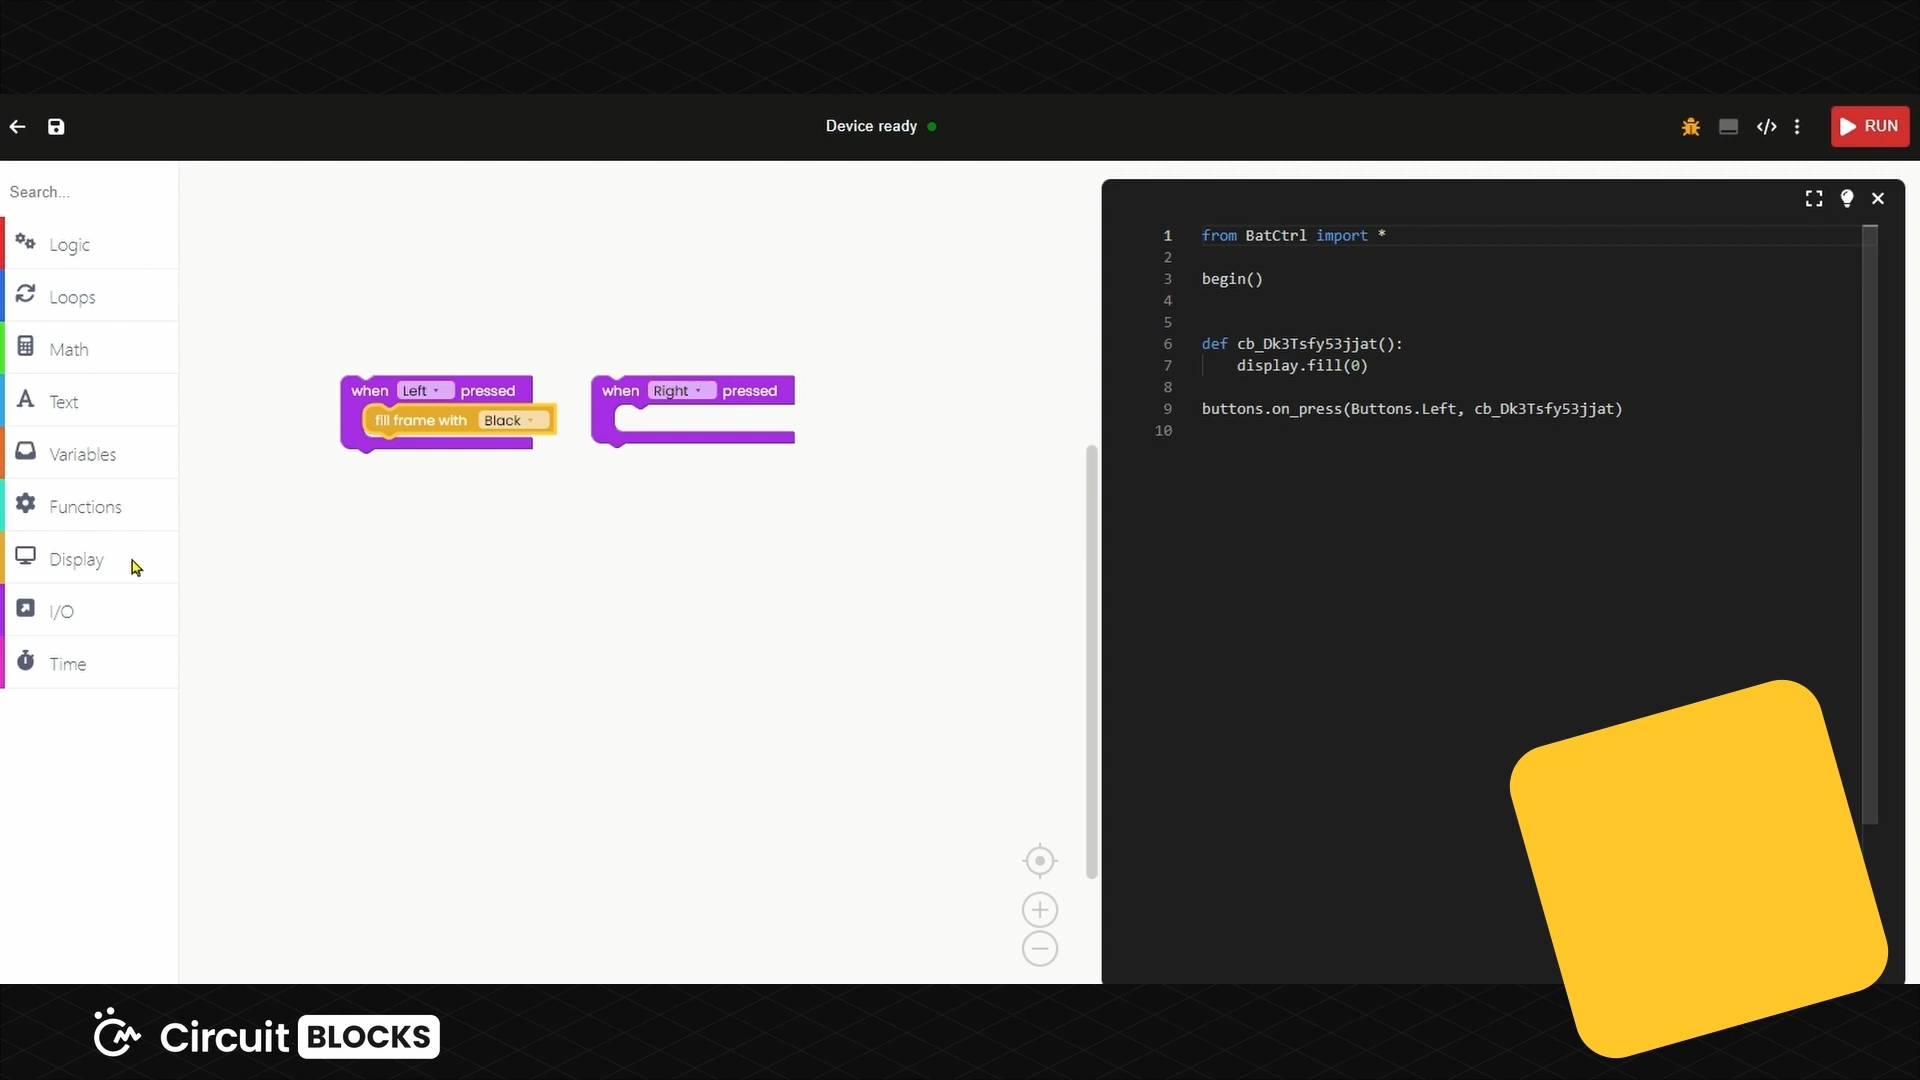 Device ready
RUN
Search...
Logic
Loops
Math
Text
Variables
Functions
Display
I/O
Time
when Left pressed
fill frame with Black
when Right pressed
1 from BatCtrl import *
2
3 begin()
4
5
6 def cb_Dk3Tsfy53jjat():
7 display.fill(0)
8
9 buttons.on_press(Buttons.Left, cb_Dk3Tsfy53jjat)
10
Circuit BLOCKS